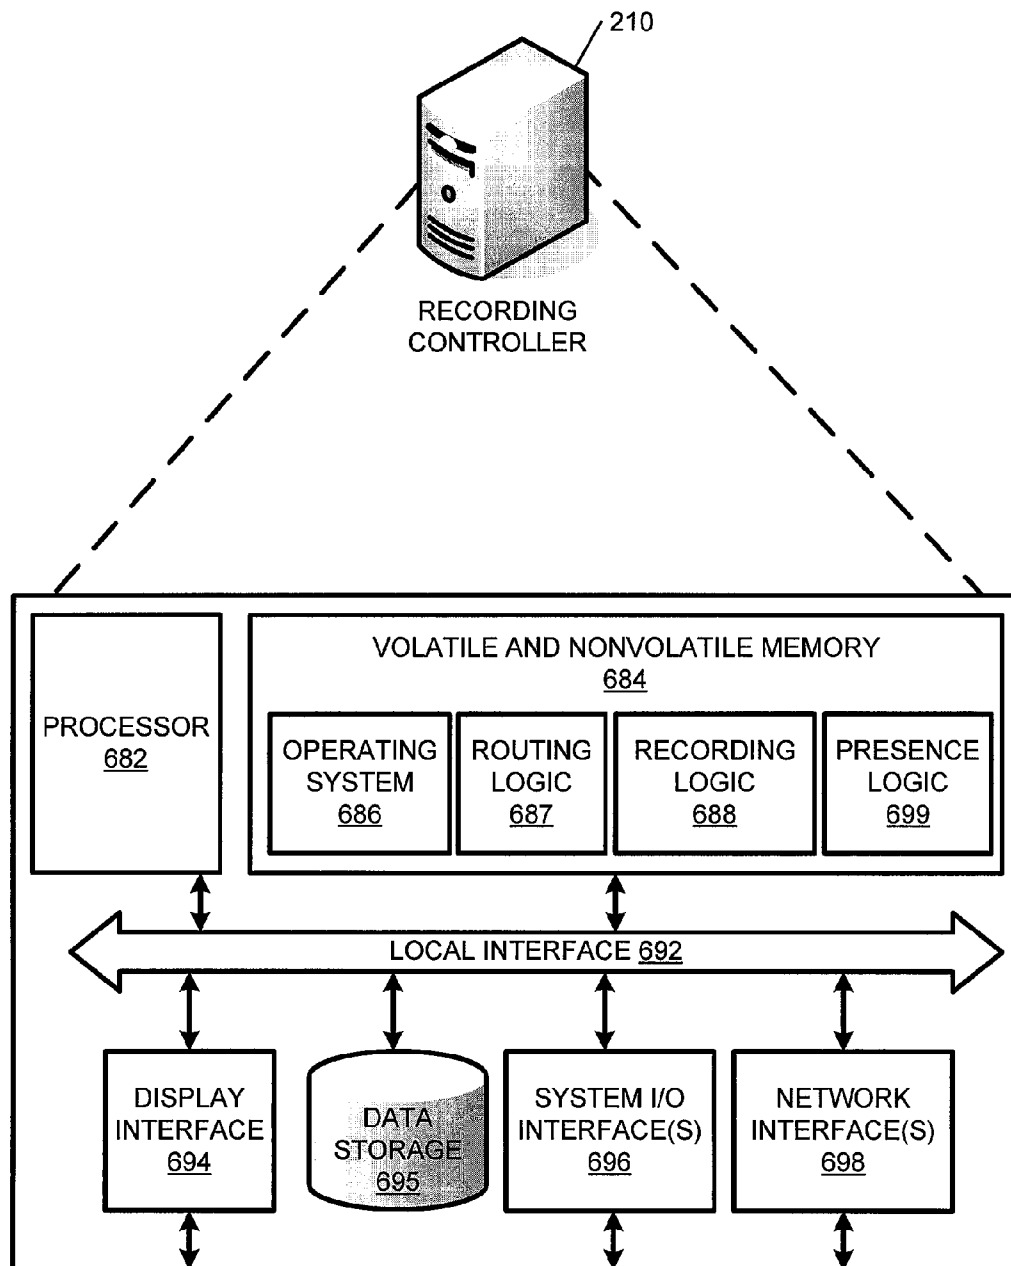 210
RECORDING
CONTROLLER
VOLATILE AND NONVOLATILE MEMORY
684
PROCESSOR
682
OPERATING
SYSTEM
686
ROUTING
LOGIC
687
RECORDING
LOGIC
688
PRESENCE
LOGIC
699
LOCAL INTERFACE 692
DISPLAY
INTERFACE
694
DATA
STORAGE
695
SYSTEM I/O
INTERFACE(S)
696
NETWORK
INTERFACE(S)
698